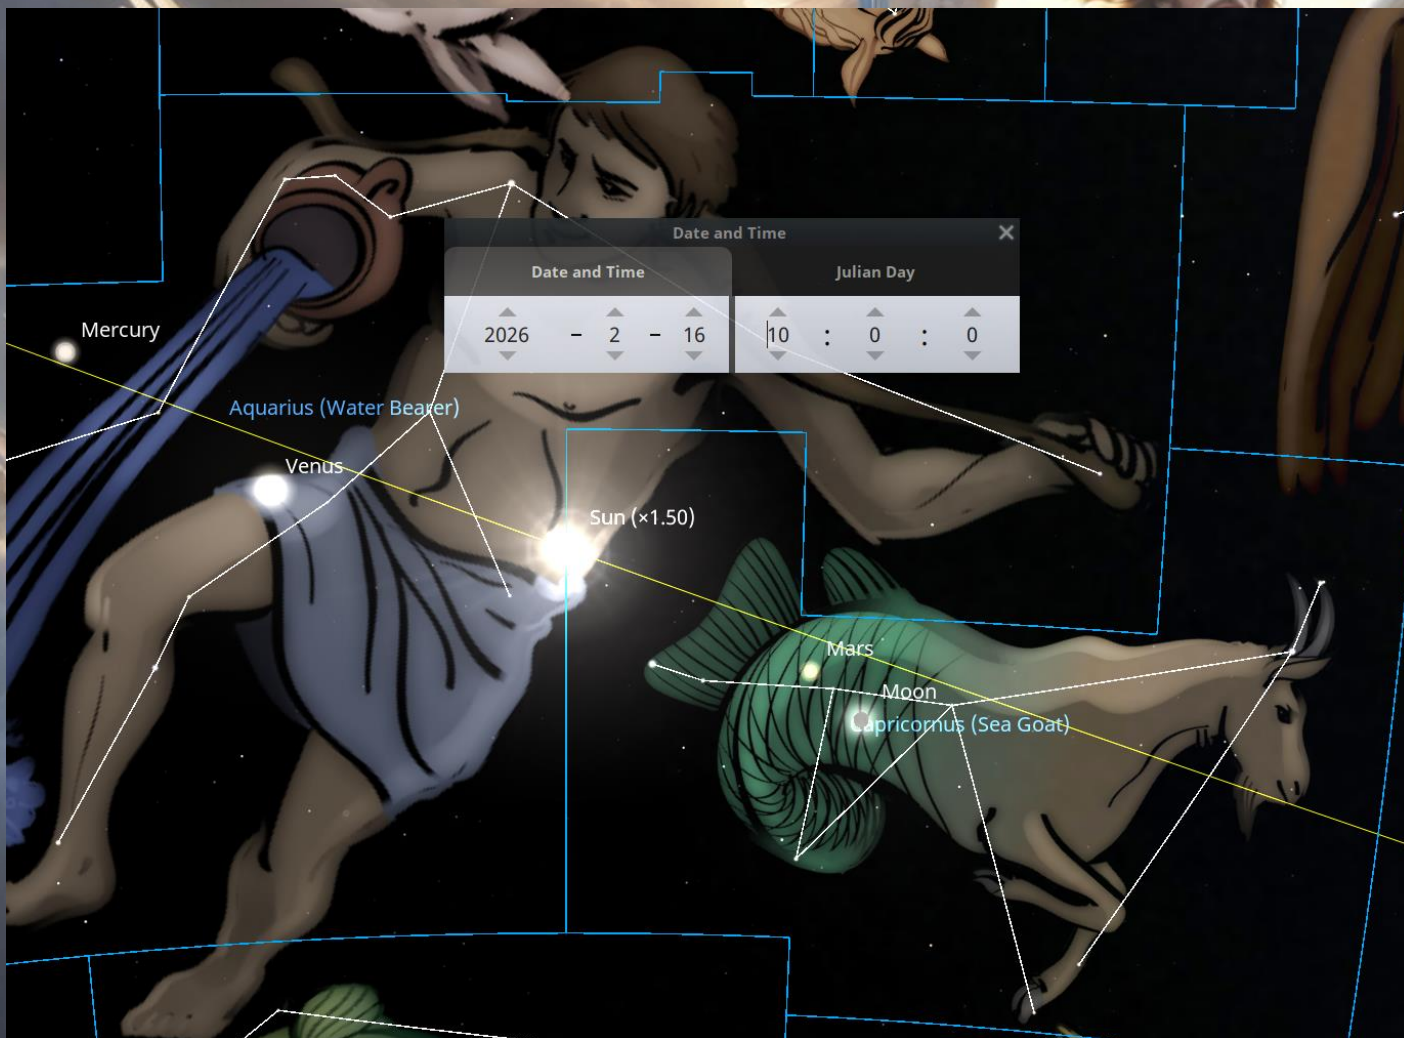 Date and Time
Date and Time
Julian Day
2026 - 2 - 16 10 : 0 : 0
Mercury
Aquarius (Water Bearer)
Venus
Sun (×1.50)
Mars
Moon
Capricornus (Sea Goat)